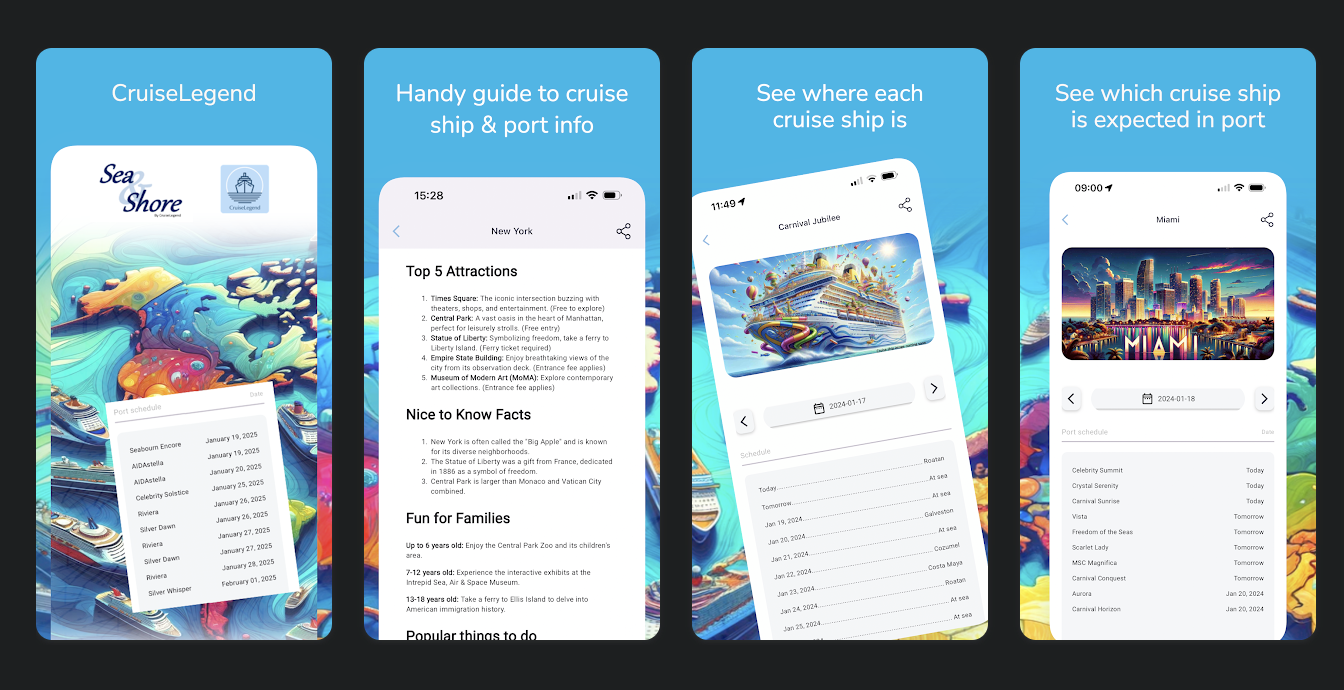 CruiseLegend
Sea
&
Shore
By CruiseLegend
CruiseLegend
Port schedule
Date
Seabourn Encore January 19, 2025
AIDAstella January 19, 2025
AIDAstella January 20, 2025
Celebrity Solstice January 25, 2025
Riviera January 26, 2025
Silver Dawn January 26, 2025
Riviera January 27, 2025
Silver Dawn January 27, 2025
Riviera January 28, 2025
Silver Whisper February 01, 2025
Handy guide to cruise
ship & port info
15:28
New York
Top 5 Attractions
1. Times Square: The iconic intersection buzzing with
theaters, shops, and entertainment. (Free to explore)
2. Central Park: A vast oasis in the heart of Manhattan,
perfect for leisurely strolls. (Free entry)
3. Statue of Liberty: Symbolizing freedom, take a ferry to
Liberty Island. (Ferry ticket required)
4. Empire State Building: Enjoy breathtaking views of the
city from its observation deck. (Entrance fee applies)
5. Museum of Modern Art (MoMA): Explore contemporary
art collections. (Entrance fee applies)
Nice to Know Facts
1. New York is often called the "Big Apple" and is known
for its diverse neighborhoods.
2. The Statue of Liberty was a gift from France, dedicated
in 1886 as a symbol of freedom.
3. Central Park is larger than Monaco and Vatican City
combined.
Fun for Families
Up to 6 years old: Enjoy the Central Park Zoo and its children's
area.
7-12 years old: Experience the interactive exhibits at the
Intrepid Sea, Air & Space Museum.
13-18 years old: Take a ferry to Ellis Island to delve into
American immigration history.
Popular things to do
See where each
cruise ship is
11:49
Carnival Jubilee
2024-01-17
Schedule
Today Roatan
Tomorrow At sea
Jan 19, 2024 At sea
Jan 20, 2024 Galveston
Jan 21, 2024 At sea
Jan 22, 2024 Cozumel
Jan 23, 2024 Costa Maya
Jan 24, 2024 Roatan
Jan 25, 2024 At sea
At sea
See which cruise ship
is expected in port
09:00
Miami
MIAMI
2024-01-18
Port schedule Date
Celebrity Summit Today
Crystal Serenity Today
Carnival Sunrise Today
Vista Tomorrow
Freedom of the Seas Tomorrow
Scarlet Lady Tomorrow
MSC Magnifica Tomorrow
Carnival Conquest Tomorrow
Aurora Jan 20, 2024
Carnival Horizon Jan 20, 2024